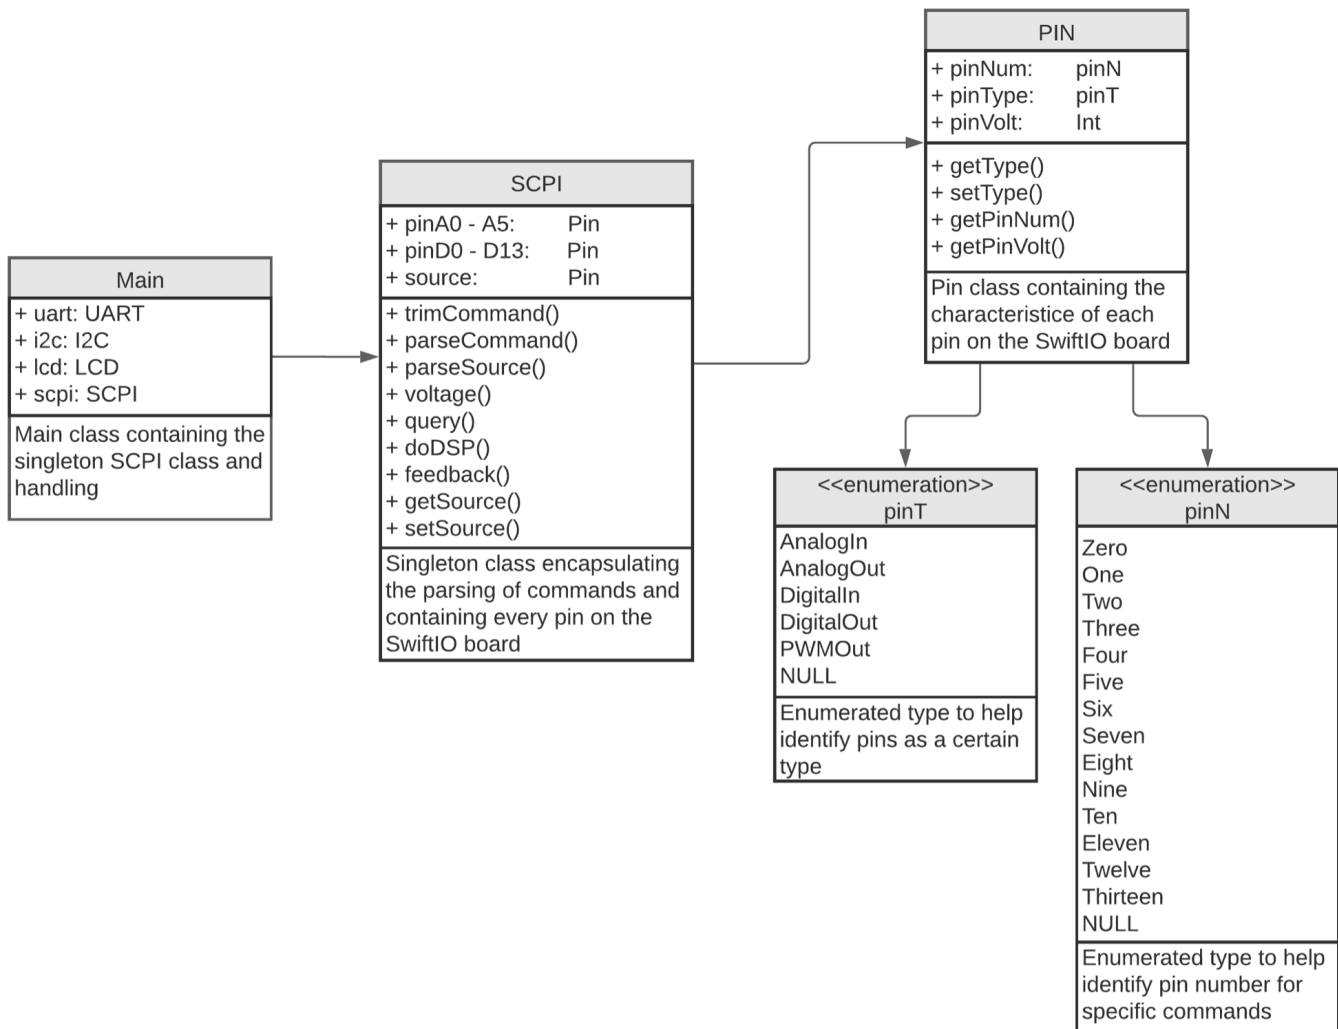 Main
+ uart: UART
+ i2c: I2C
+ lcd: LCD
+ scpi: SCPI
Main class containing the
singleton SCPI class and
handling
SCPI
+ pinA0 - A5: Pin
+ pinD0 - D13: Pin
+ source: Pin
+ trimCommand()
+ parseCommand()
+ parseSource()
+ voltage()
+ query()
+ doDSP()
+ feedback()
+ getSource()
+ setSource()
Singleton class encapsulating
the parsing of commands and
containing every pin on the
SwiftIO board
PIN
+ pinNum: pinN
+ pinType: pinT
+ pinVolt: Int
+ getType()
+ setType()
+ getPinNum()
+ getPinVolt()
Pin class containing the
characteristice of each
pin on the SwiftIO board
<<enumeration>>
pinT
AnalogIn
AnalogOut
DigitalIn
DigitalOut
PWMOut
NULL
Enumerated type to help
identify pins as a certain
type
<<enumeration>>
pinN
Zero
One
Two
Three
Four
Five
Six
Seven
Eight
Nine
Ten
Eleven
Twelve
Thirteen
NULL
Enumerated type to help
identify pin number for
specific commands